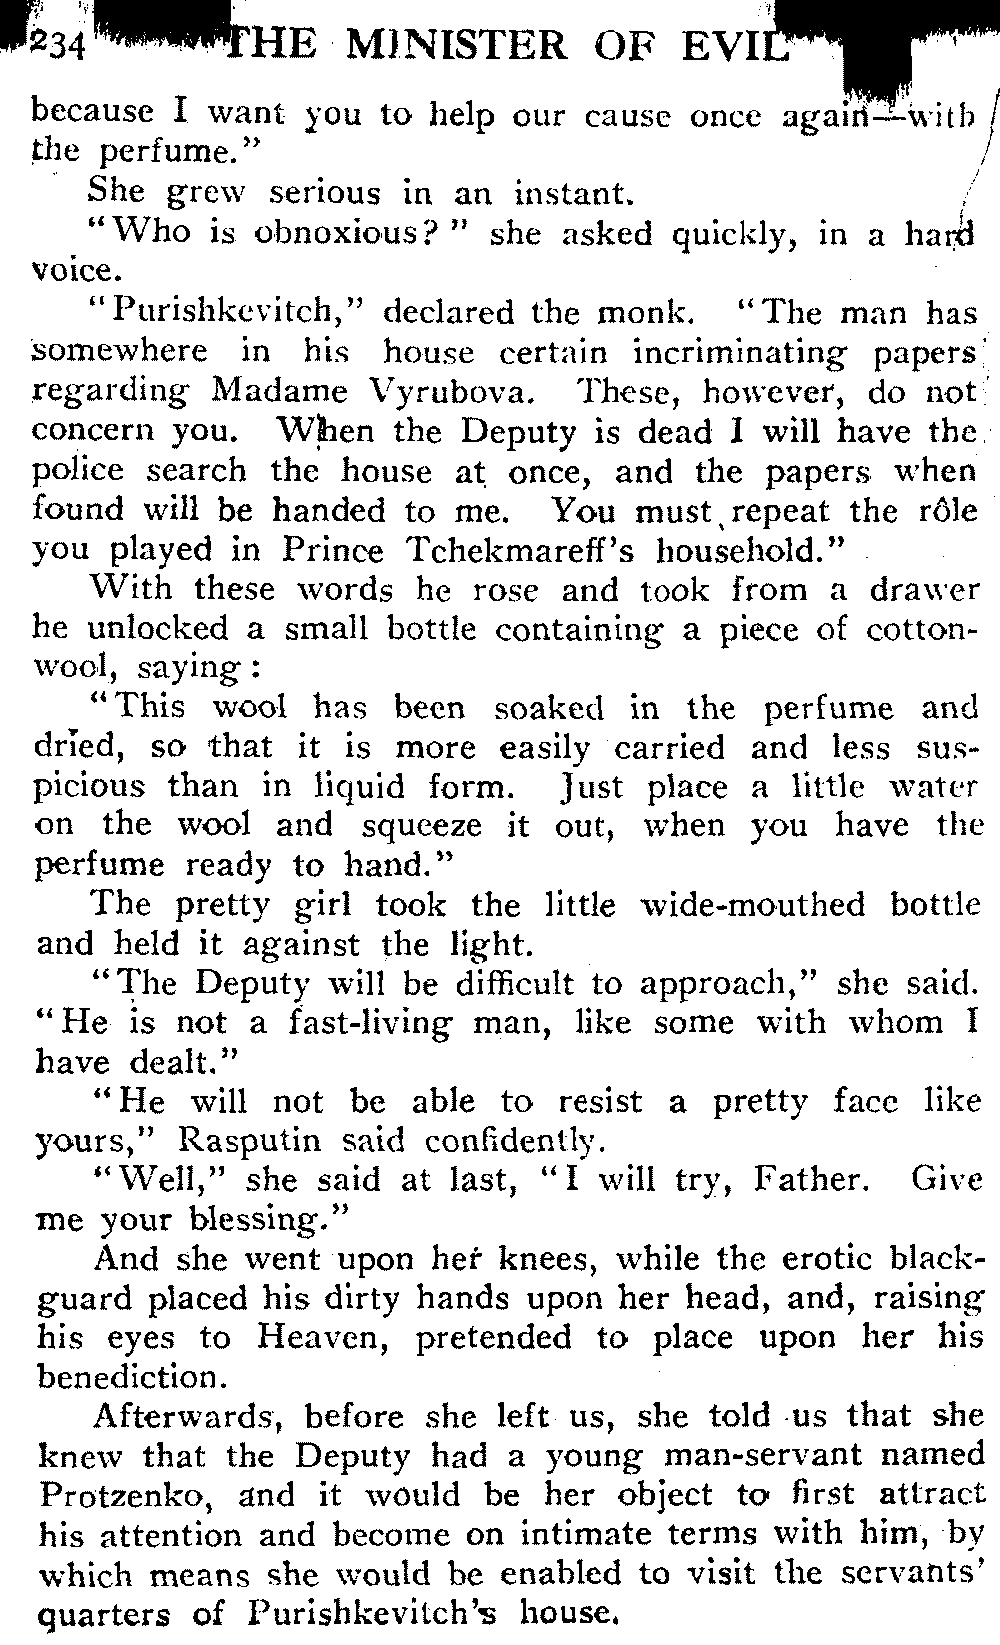 234 THE MINISTER OF EVIL
because I want you to help our cause once again—with
the perfume."
She grew serious in an instant.
"Who is obnoxious?" she asked quickly, in a hard
voice.
"Purishkevitch," declared the monk. "The man has
somewhere in his house certain incriminating papers
regarding Madame Vyrubova. These, however, do not
concern you. When the Deputy is dead I will have the
police search the house at once, and the papers when
found will be handed to me. You must repeat the rôle
you played in Prince Tchekmareff's household."
With these words he rose and took from a drawer
he unlocked a small bottle containing a piece of cotton-
wool, saying:
"This wool has been soaked in the perfume and
dried, so that it is more easily carried and less sus-
picious than in liquid form. Just place a little water
on the wool and squeeze it out, when you have the
perfume ready to hand."
The pretty girl took the little wide-mouthed bottle
and held it against the light.
"The Deputy will be difficult to approach," she said.
"He is not a fast-living man, like some with whom I
have dealt."
"He will not be able to resist a pretty face like
yours," Rasputin said confidently.
"Well," she said at last, "I will try, Father. Give
me your blessing."
And she went upon her knees, while the erotic black-
guard placed his dirty hands upon her head, and, raising
his eyes to Heaven, pretended to place upon her his
benediction.
Afterwards, before she left us, she told us that she
knew that the Deputy had a young man-servant named
Protzenko, and it would be her object to first attract
his attention and become on intimate terms with him, by
which means she would be enabled to visit the servants'
quarters of Purishkevitch's house.